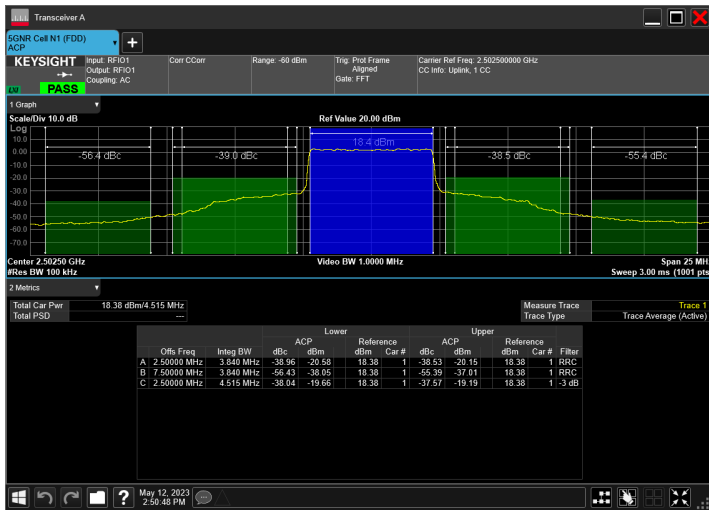 Transceiver A
5GNR Cell N1 (FDD)
ACP
KEYSIGHT
LXI
PASS
Input: RFIO1
Output: RFIO1
Coupling: AC
Corr CCorr
Range: -60 dBm
Trig: Prot Frame
Aligned
Gate: FFT
Carrier Ref Freq: 2.502500000 GHz
CC Info: Uplink, 1 CC
1 Graph
Scale/Div 10.0 dB
Ref Value 20.00 dBm
Log
10.0
0.00
-10.0
-20.0
-30.0
-40.0
-50.0
-60.0
-70.0
-56.4 dBc
-39.0 dBc
18.4 dBm
-38.5 dBc
-55.4 dBc
Center 2.50250 GHz
Video BW 1.0000 MHz
Span 25 MH
#Res BW 100 kHz
Sweep 3.00 ms (1001 pts
2 Metrics
Total Car Pwr 18.38 dBm/4.515 MHz
Total PSD ---
Measure Trace Trace 1
Trace Type Trace Average (Active)
Lower Upper
ACP Reference ACP Reference
Offs Freq Integ BW dBc dBm dBm Car # dBc dBm dBm Car # Filter
A 2.50000 MHz 3.840 MHz -38.96 -20.58 18.38 1 -38.53 -20.15 18.38 1 RRC
B 7.50000 MHz 3.840 MHz -56.43 -38.05 18.38 1 -55.39 -37.01 18.38 1 RRC
C 2.50000 MHz 4.515 MHz -38.04 -19.66 18.38 1 -37.57 -19.19 18.38 1 -3 dB
?
May 12, 2023
2:50:48 PM